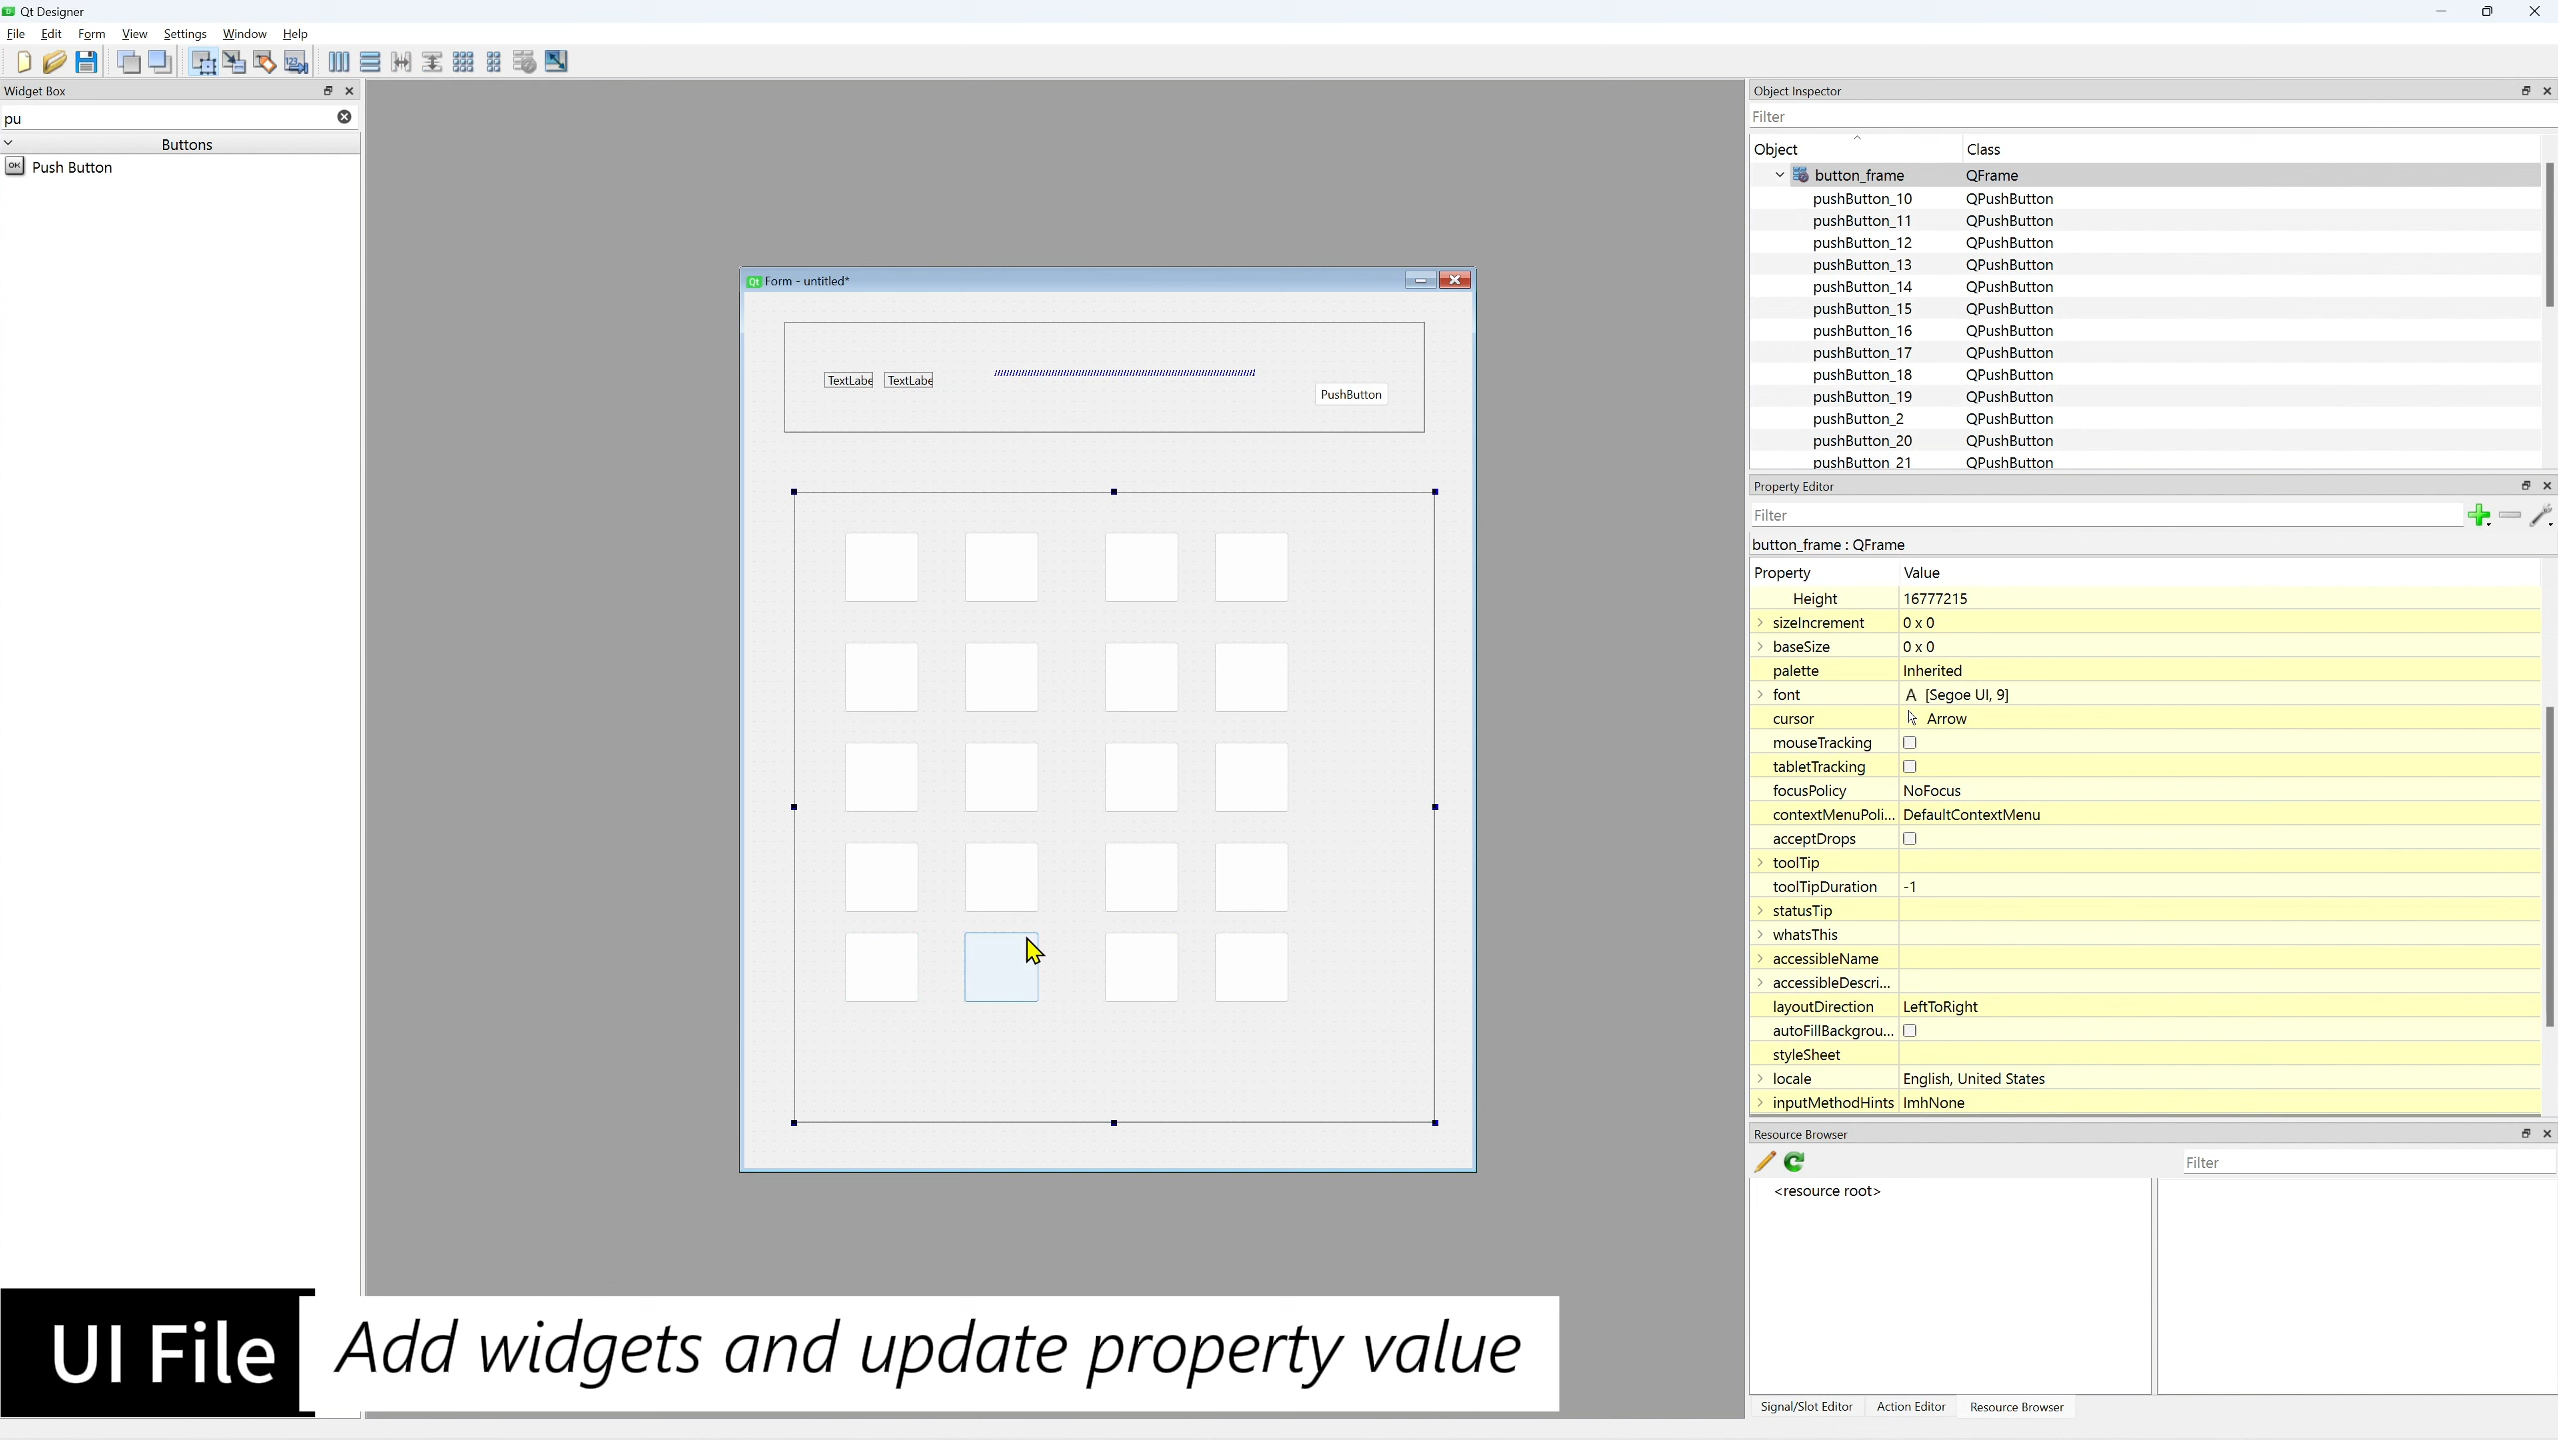 Qt Designer
File Edit Form View Settings Window Help
Widget Box
pu
Buttons
OK Push Button
Qt Form - untitled*
TextLabe TextLabe
PushButton
Object Inspector
Filter
Object Class
button_frame QFrame
pushButton_10 QPushButton
pushButton_11 QPushButton
pushButton_12 QPushButton
pushButton_13 QPushButton
pushButton_14 QPushButton
pushButton_15 QPushButton
pushButton_16 QPushButton
pushButton_17 QPushButton
pushButton_18 QPushButton
pushButton_19 QPushButton
pushButton_2 QPushButton
pushButton_20 QPushButton
pushButton_21 QPushButton
Property Editor
Filter
button_frame : QFrame
Property Value
Height 16777215
sizeIncrement 0 x 0
baseSize 0 x 0
palette Inherited
font A [Segoe UI, 9]
cursor Arrow
mouseTracking
tabletTracking
focusPolicy NoFocus
contextMenuPoli... DefaultContextMenu
acceptDrops
toolTip
toolTipDuration -1
statusTip
whatsThis
accessibleName
accessibleDescri...
layoutDirection LeftToRight
autoFillBackgrou...
styleSheet
locale English, United States
inputMethodHints ImhNone
Resource Browser
Filter
<resource root>
Signal/Slot Editor Action Editor Resource Browser
UI File Add widgets and update property value